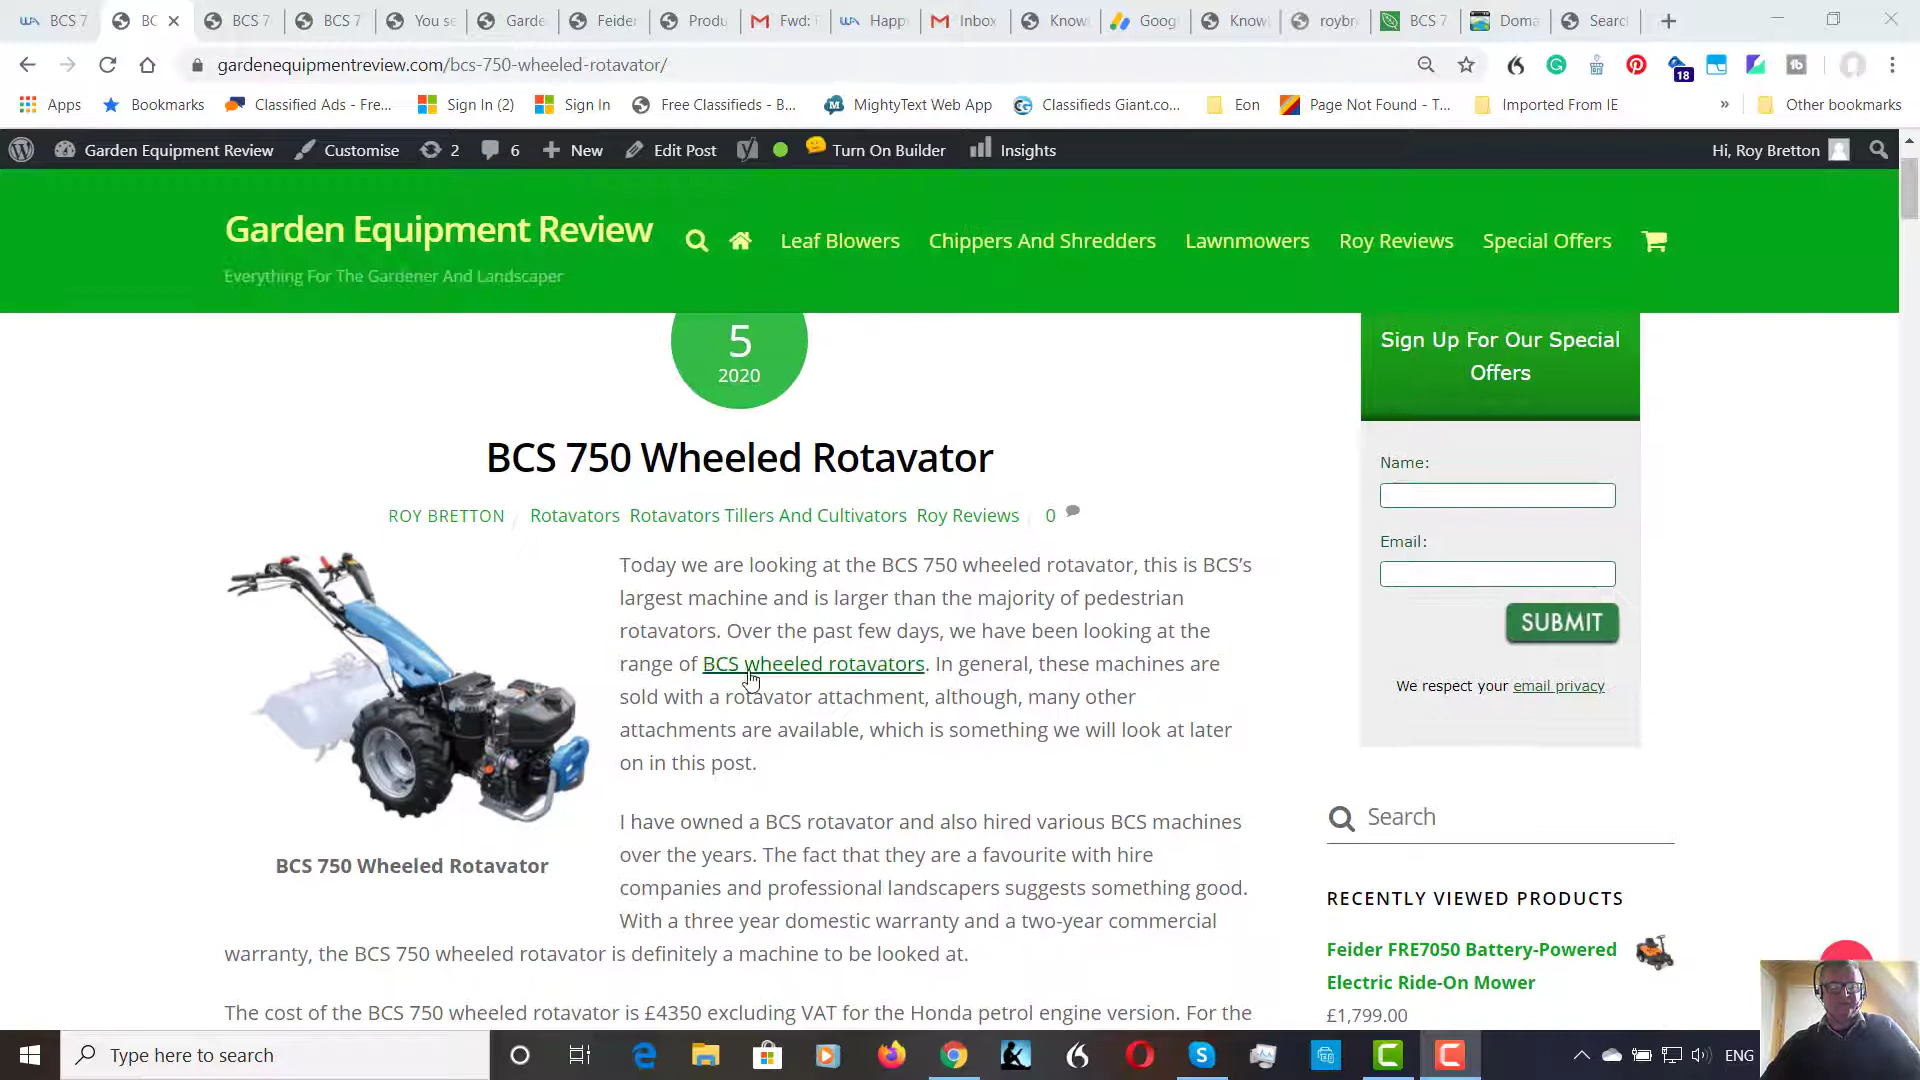 BCS 7
BC
BCS 7
BCS 7
You se
Garde
Feider
Produ
Fwd:
Happ
Inbox
Know
Goog
Know
roybr
BCS 7
Doma
Searc
gardenequipmentreview.com/bcs-750-wheeled-rotavator/
18
Apps
Bookmarks
Classified Ads - Fre...
Sign In (2)
Sign In
Free Classifieds - B...
MightyText Web App
Classifieds Giant.co...
Eon
Page Not Found - T...
Imported From IE
»
Other bookmarks
Garden Equipment Review
Customise
2
6
New
Edit Post
Turn On Builder
Insights
Hi, Roy Bretton
Garden Equipment Review
Everything For The Gardener And Landscaper
Leaf Blowers
Chippers And Shredders
Lawnmowers
Roy Reviews
Special Offers
5
2020
BCS 750 Wheeled Rotavator
ROY BRETTON / Rotavators Rotavators Tillers And Cultivators Roy Reviews 0
Today we are looking at the BCS 750 wheeled rotavator, this is BCS's
largest machine and is larger than the majority of pedestrian
rotavators. Over the past few days, we have been looking at the
range of BCS wheeled rotavators. In general, these machines are
sold with a rotavator attachment, although, many other
attachments are available, which is something we will look at later
on in this post.
BCS 750 Wheeled Rotavator
I have owned a BCS rotavator and also hired various BCS machines
over the years. The fact that they are a favourite with hire
companies and professional landscapers suggests something good.
With a three year domestic warranty and a two-year commercial
warranty, the BCS 750 wheeled rotavator is definitely a machine to be looked at.
The cost of the BCS 750 wheeled rotavator is £4350 excluding VAT for the Honda petrol engine version. For the
Sign Up For Our Special
Offers
Name:
Email:
SUBMIT
We respect your email privacy
Search
RECENTLY VIEWED PRODUCTS
Feider FRE7050 Battery-Powered
Electric Ride-On Mower
£1,799.00
Type here to search
ENG